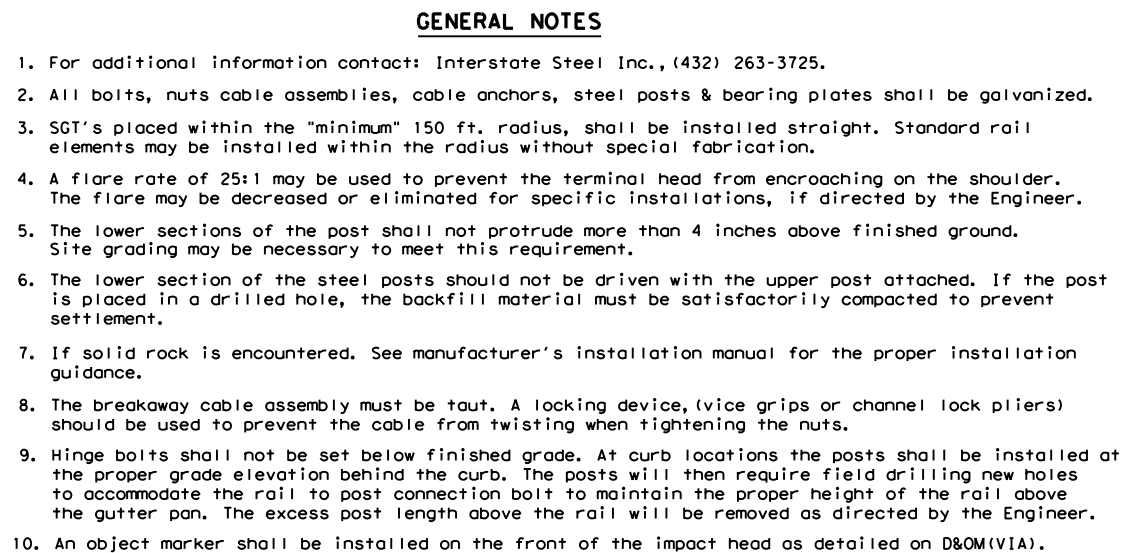 GENERAL NOTES
1. For additional information contact: Interstate Steel Inc.,(432) 263-3725.
2. All bolts, nuts cable assemblies, cable anchors, steel posts & bearing plates shall be galvanized.
3. SGT's placed within the "minimum" 150 ft. radius, shall be installed straight. Standard rail
elements may be installed within the radius without special fabrication.
4. A flare rate of 25:1 may be used to prevent the terminal head from encroaching on the shoulder.
The flare may be decreased or eliminated for specific installations, if directed by the Engineer.
5. The lower sections of the post shall not protrude more than 4 inches above finished ground.
Site grading may be necessary to meet this requirement.
6. The lower section of the steel posts should not be driven with the upper post attached. If the post
is placed in a drilled hole, the backfill material must be satisfactorily compacted to prevent
settlement.
7. If solid rock is encountered. See manufacturer's installation manual for the proper installation
guidance.
8. The breakaway cable assembly must be taut. A locking device,(vice grips or channel lock pliers)
should be used to prevent the cable from twisting when tightening the nuts.
9. Hinge bolts shall not be set below finished grade. At curb locations the posts shall be installed at
the proper grade elevation behind the curb. The posts will then require field drilling new holes
to accommodate the rail to post connection bolt to maintain the proper height of the rail above
the gutter pan. The excess post length above the rail will be removed as directed by the Engineer.
10. An object marker shall be installed on the front of the impact head as detailed on D&OM(VIA).